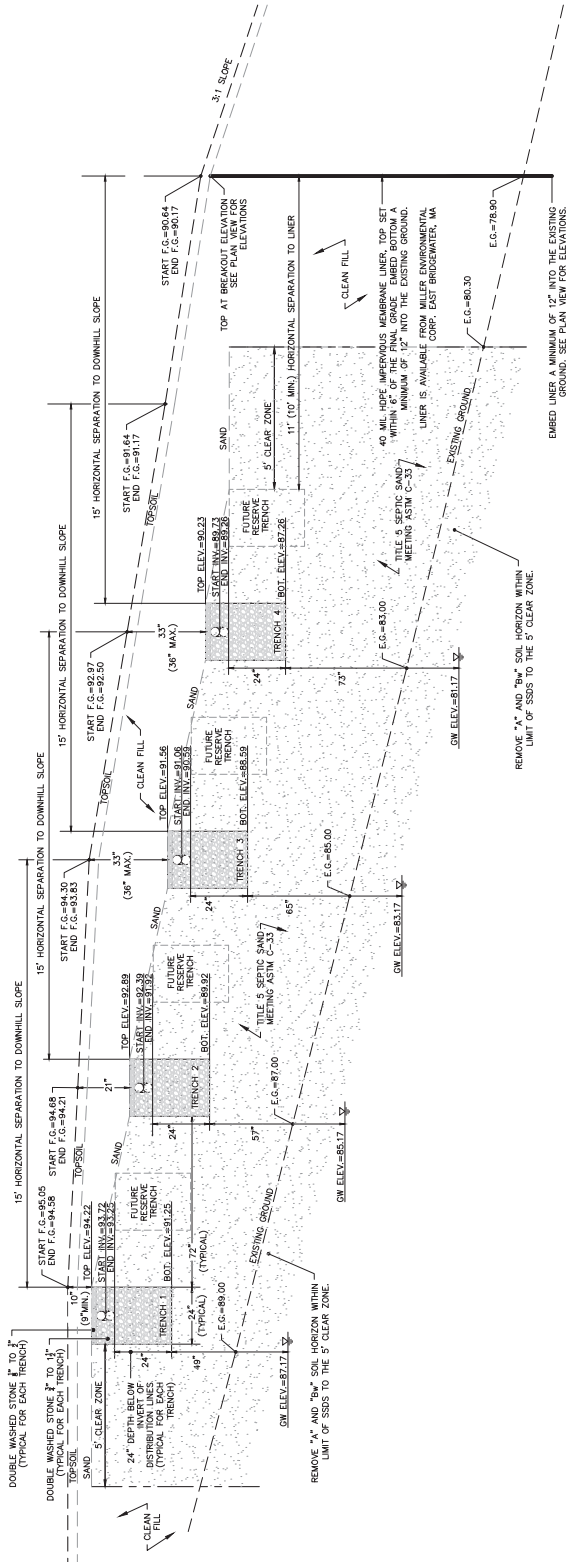 DOUBLE WASHED STONE ⅛" TO ½"
(TYPICAL FOR EACH TRENCH)
DOUBLE WASHED STONE ¾" TO 1½"
(TYPICAL FOR EACH TRENCH)
TOPSOIL
SAND
5' CLEAR ZONE
CLEAN
FILL
24" DEPTH BELOW
INVERT OF
DISTRIBUTION LINES.
(TYPICAL FOR EACH
TRENCH)
START F.G.=95.05
END F.G.=94.58
10"
(9"MIN.)
TOP ELEV.=94.22
START INV.=93.72
END INV.=93.25
FUTURE
RESERVE
TRENCH
BOT. ELEV.=91.25
TRENCH 1
24"
49"
24"
(TYPICAL)
72"
(TYPICAL)
E.G.=89.00
GW ELEV.=87.17
EXISTING GROUND
REMOVE "A" AND "Bw" SOIL HORIZON WITHIN
LIMIT OF SSDS TO THE 5' CLEAR ZONE.
15' HORIZONTAL SEPARATION TO DOWNHILL SLOPE
START F.G.=94.68
END F.G.=94.21
TOPSOIL
21"
SAND
TOP ELEV.=92.89
START INV.=92.39
END INV.=91.92
FUTURE
RESERVE
TRENCH
BOT. ELEV.=89.92
TRENCH 2
24"
57"
E.G.=87.00
GW ELEV.=85.17
TITLE 5 SEPTIC SAND
MEETING ASTM C-33
15' HORIZONTAL SEPARATION TO DOWNHILL SLOPE
START F.G.=94.30
END F.G.=93.83
33"
(36" MAX.)
SAND
TOPSOIL
CLEAN FILL
TOP ELEV.=91.56
START INV.=91.06
END INV.=90.59
FUTURE
RESERVE
TRENCH
BOT. ELEV.=88.59
TRENCH 3
24"
65"
E.G.=85.00
GW ELEV.=83.17
15' HORIZONTAL SEPARATION TO DOWNHILL SLOPE
START F.G.=92.97
END F.G.=92.50
33"
(36" MAX.)
SAND
TOPSOIL
TOP ELEV.=90.23
START INV.=89.73
END INV.=89.26
FUTURE
RESERVE
TRENCH
BOT. ELEV.=87.26
TRENCH 4
24"
73"
E.G.=83.00
GW ELEV.=81.17
TITLE 5 SEPTIC SAND
MEETING ASTM C-33
EXISTING GROUND
REMOVE "A" AND "Bw" SOIL HORIZON WITHIN
LIMIT OF SSDS TO THE 5' CLEAR ZONE.
15' HORIZONTAL SEPARATION TO DOWNHILL SLOPE
START F.G.=91.64
END F.G.=91.17
START F.G.=90.64
END F.G.=90.17
3:1 SLOPE
TOP AT BREAKOUT ELEVATION
SEE PLAN VIEW FOR
ELEVATIONS
SAND
5' CLEAR ZONE
11' (10' MIN.) HORIZONTAL SEPARATION TO LINER
CLEAN FILL
40 MIL HDPE IMPERVIOUS MEMBRANE LINER, TOP SET
WITHIN 6" OF THE FINAL GRADE. EMBED BOTTOM A
MINIMUM OF 12" INTO THE EXISTING GROUND.
LINER IS AVAILABLE FROM MILLER ENVIRONMENTAL
CORP. EAST BRIDGEWATER, MA
E.G.=80.30
E.G.=78.90
EMBED LINER A MINIMUM OF 12" INTO THE EXISTING
GROUND. SEE PLAN VIEW FOR ELEVATIONS.